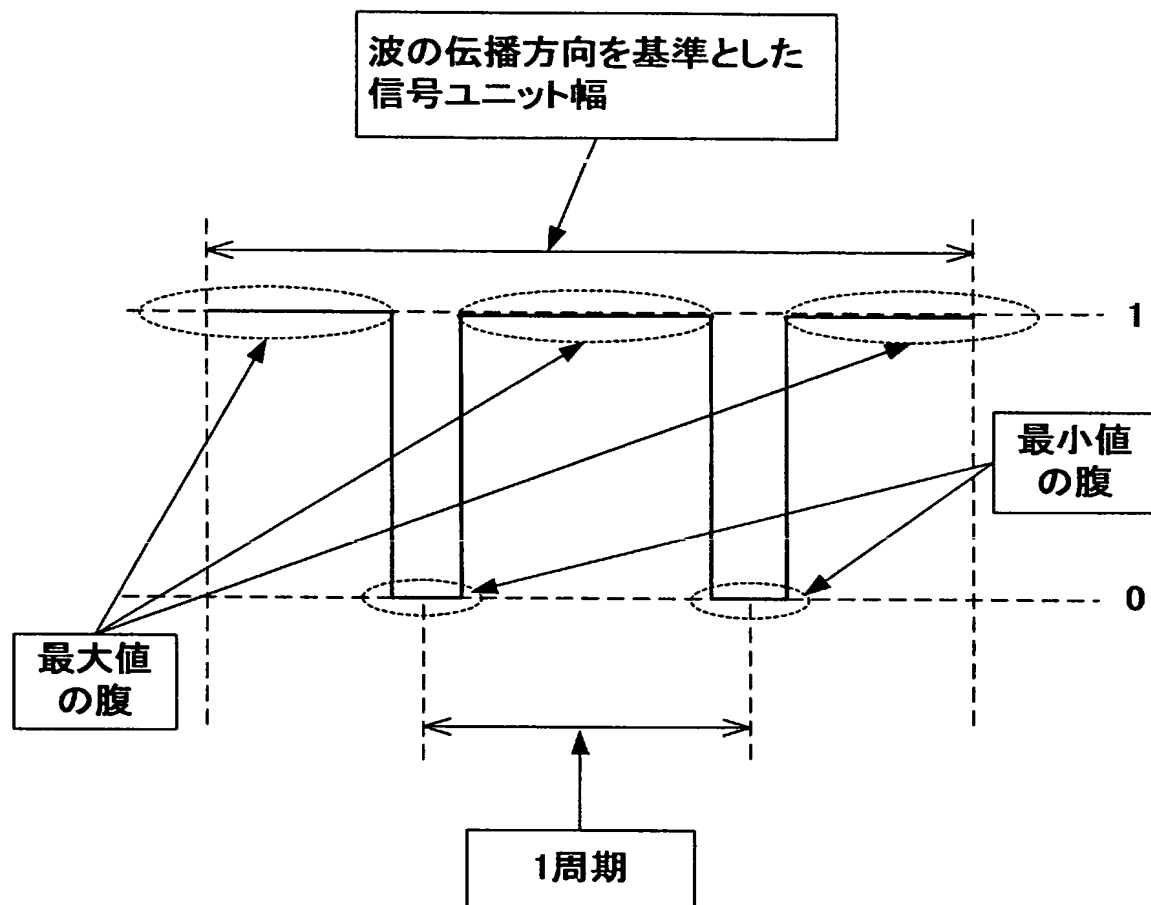 波の伝播方向を基準とした
信号ユニット幅
1
最小値
の腹
0
最大値
の腹
1周期